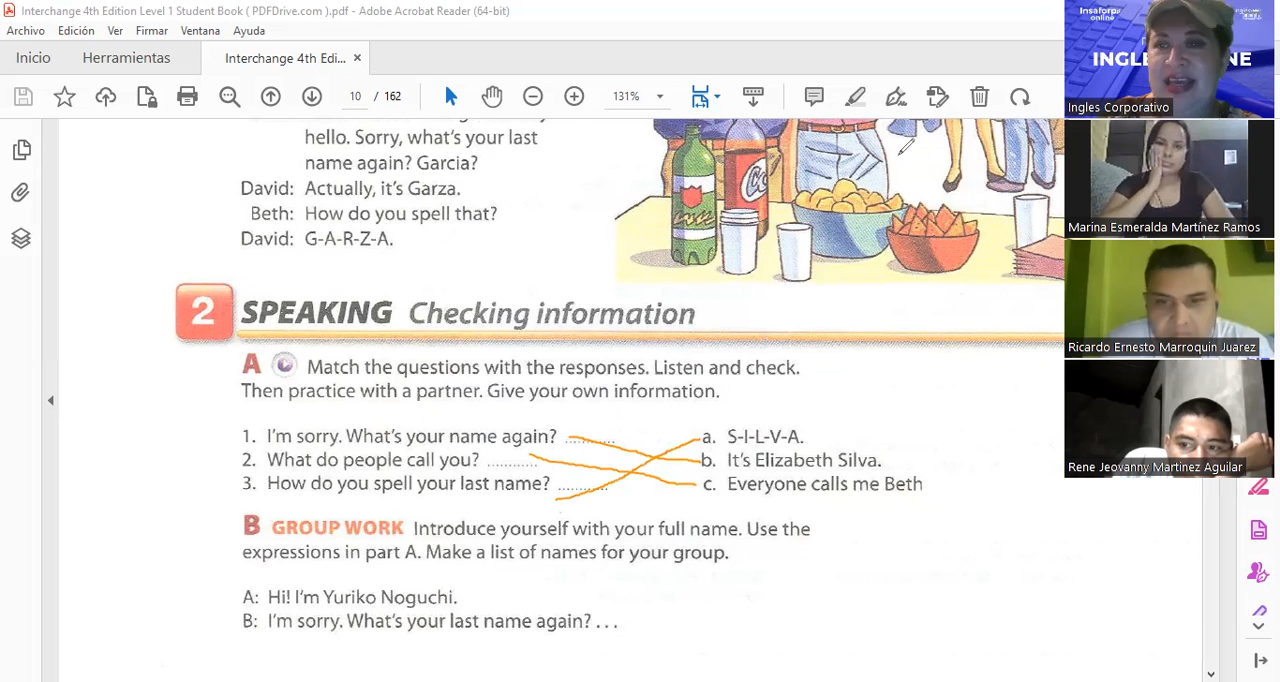 Interchange 4th Edition Level 1 Student Book ( PDFDrive.com ).pdf - Adobe Acrobat Reader (64-bit)
Archivo Edición Ver Firmar Ventana Ayuda
Inicio Herramientas Interchange 4th Edi... ×
10 / 162 131%
hello. Sorry, what's your last
name again? Garcia?
David: Actually, it's Garza.
Beth: How do you spell that?
David: G-A-R-Z-A.
2 SPEAKING Checking information
A Match the questions with the responses. Listen and check.
Then practice with a partner. Give your own information.
1. I'm sorry. What's your name again? ............
2. What do people call you? ............
3. How do you spell your last name? ............
a. S-I-L-V-A.
b. It's Elizabeth Silva.
c. Everyone calls me Beth
B GROUP WORK Introduce yourself with your full name. Use the
expressions in part A. Make a list of names for your group.
A: Hi! I'm Yuriko Noguchi.
B: I'm sorry. What's your last name again? . . .
Insaforp
online
Ingles Corporativo
Marina Esmeralda Martínez Ramos
Ricardo Ernesto Marroquin Juarez
Rene Jeovanny Martinez Aguilar